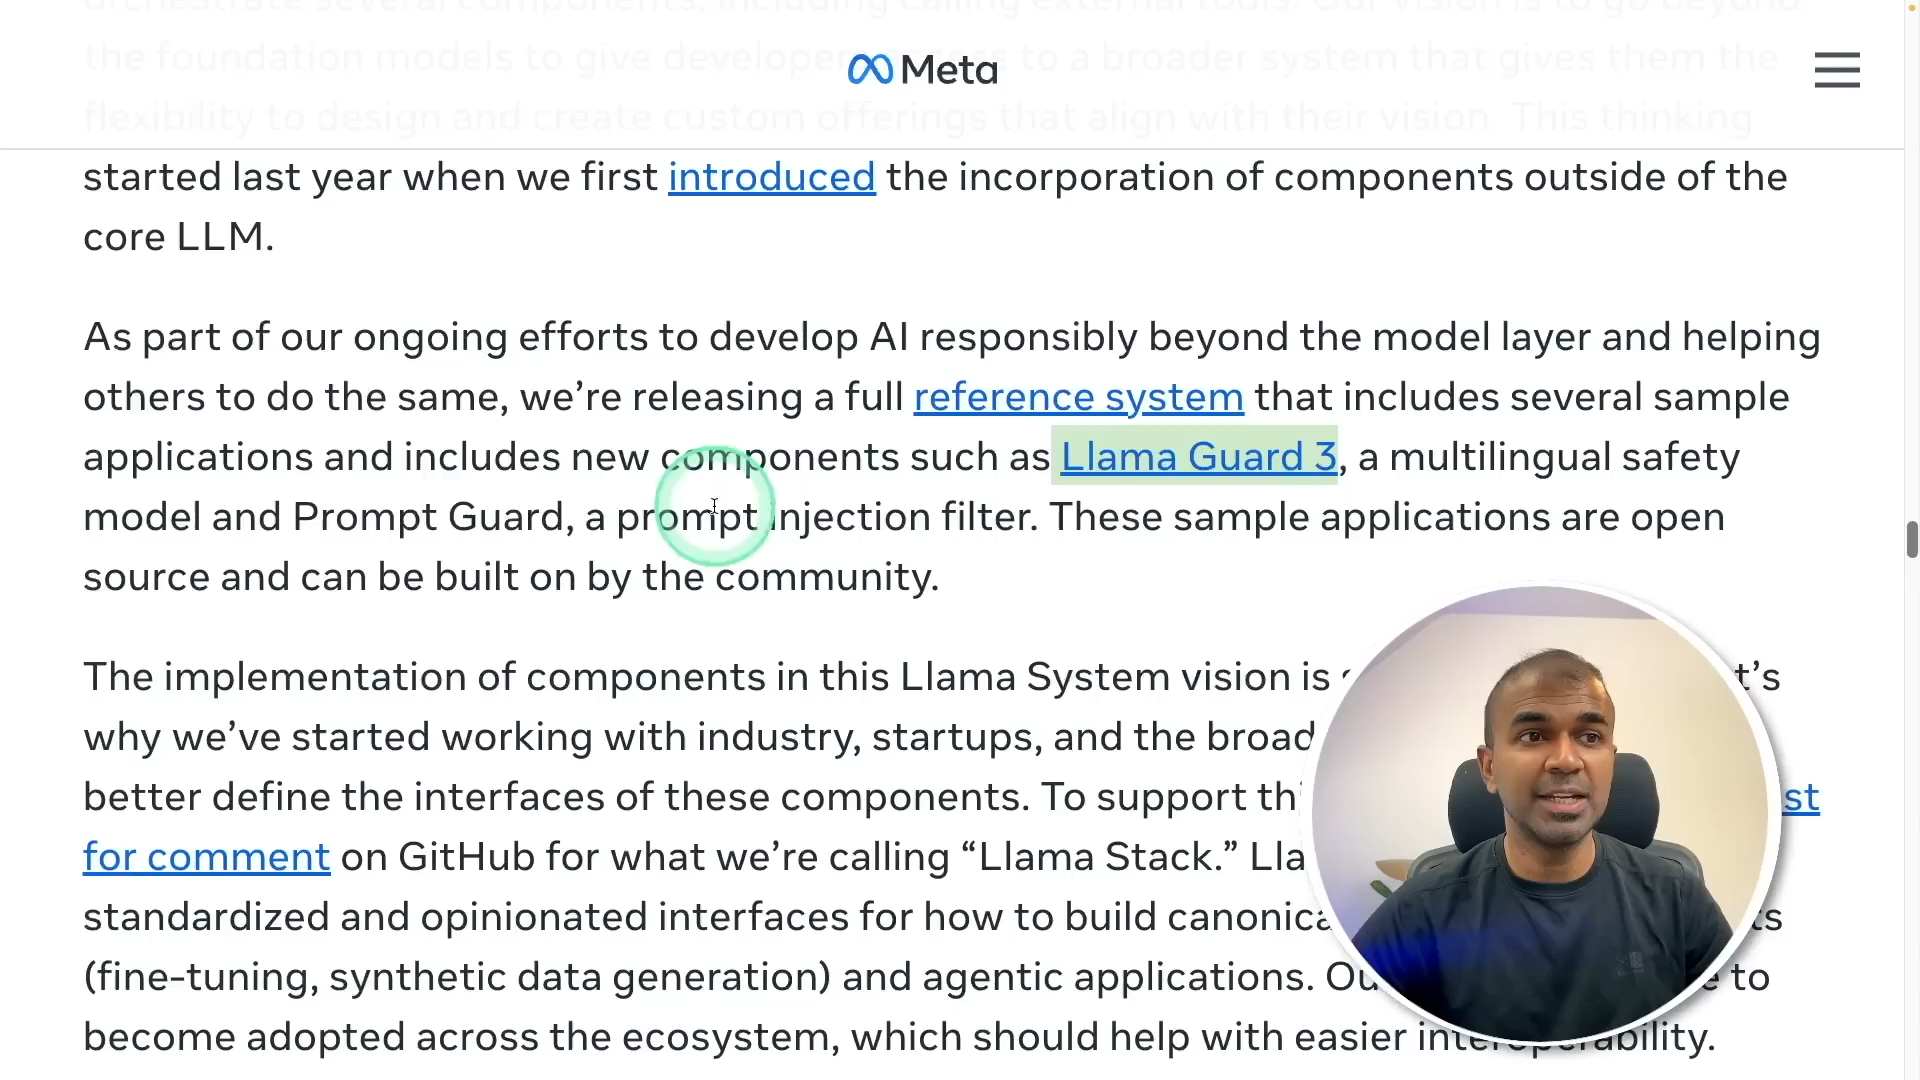 orchestrate several components, including calling external tools. Our vision is to go beyond
the foundation models to give developers access to a broader system that gives them the
Meta
flexibility to design and create custom offerings that align with their vision. This thinking
started last year when we first introduced the incorporation of components outside of the
core LLM.
As part of our ongoing efforts to develop AI responsibly beyond the model layer and helping
others to do the same, we’re releasing a full reference system that includes several sample
applications and includes new components such as Llama Guard 3, a multilingual safety
model and Prompt Guard, a prompt injection filter. These sample applications are open
source and can be built on by the community.
The implementation of components in this Llama System vision is t’s
why we’ve started working with industry, startups, and the broad
better define the interfaces of these components. To support thi st
for comment on GitHub for what we’re calling “Llama Stack.” Lla
standardized and opinionated interfaces for how to build canonica ts
(fine-tuning, synthetic data generation) and agentic applications. Ou e to
become adopted across the ecosystem, which should help with easier interoperability.